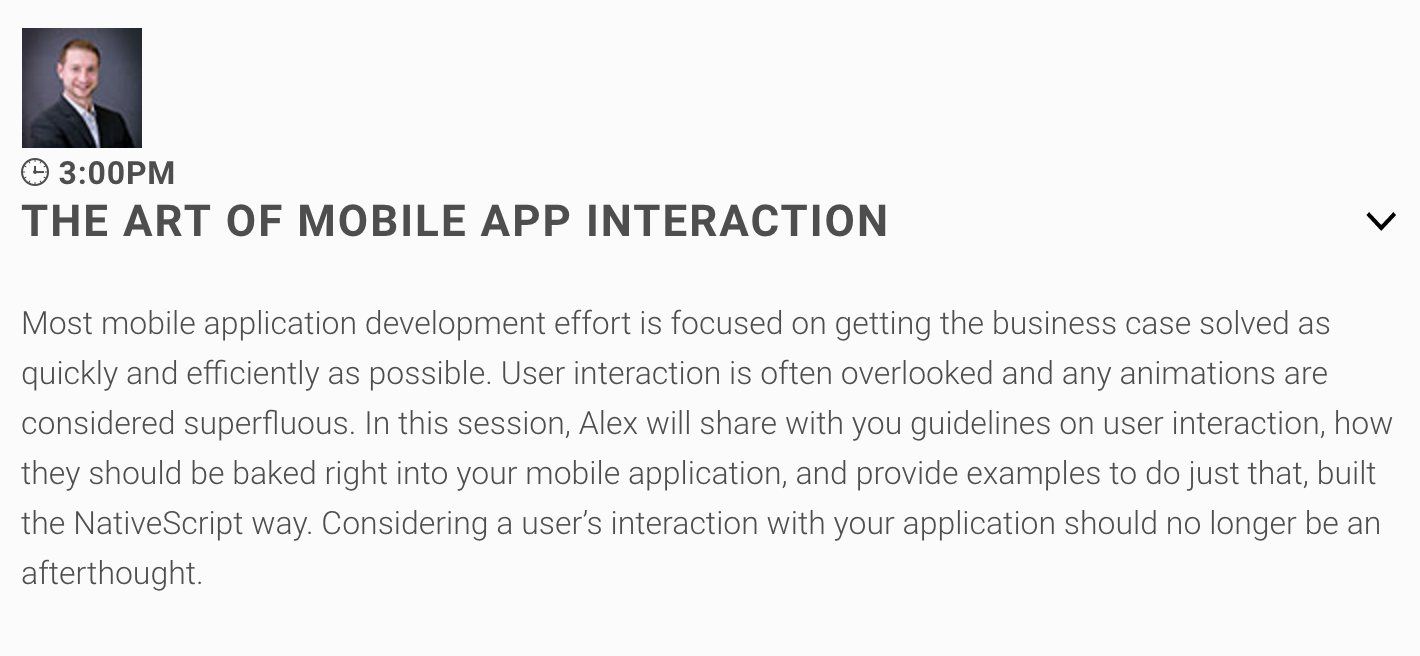 3:00PM
THE ART OF MOBILE APP INTERACTION
Most mobile application development effort is focused on getting the business case solved as
quickly and efficiently as possible. User interaction is often overlooked and any animations are
considered superfluous. In this session, Alex will share with you guidelines on user interaction, how
they should be baked right into your mobile application, and provide examples to do just that, built
the NativeScript way. Considering a user’s interaction with your application should no longer be an
afterthought.